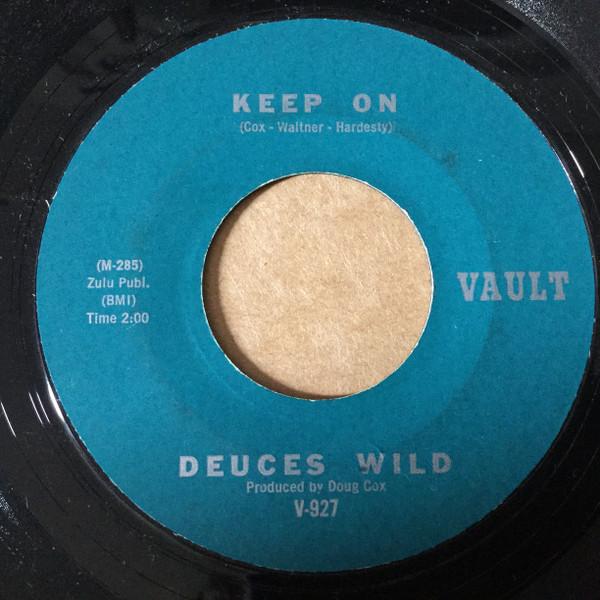 KEEP ON
(Cox - Waltner - Hardesty)
(M-285)
Zulu Publ.
(BMI)
Time 2:00
VAULT
DEUCES WILD
Produced by Doug Cox
V-927